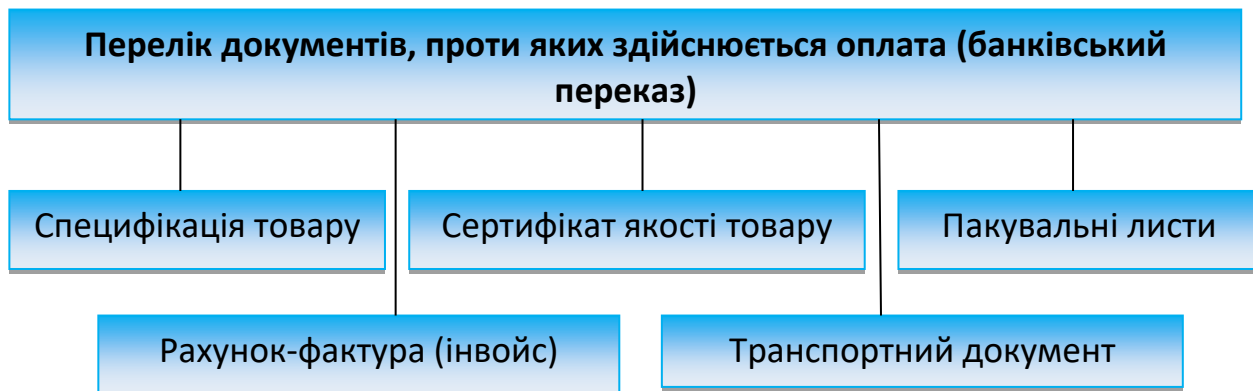 Перелік документів, проти яких здійснюється оплата (банківський
переказ)
Специфікація товару
Сертифікат якості товару
Пакувальні листи
Рахунок-фактура (інвойс)
Транспортний документ